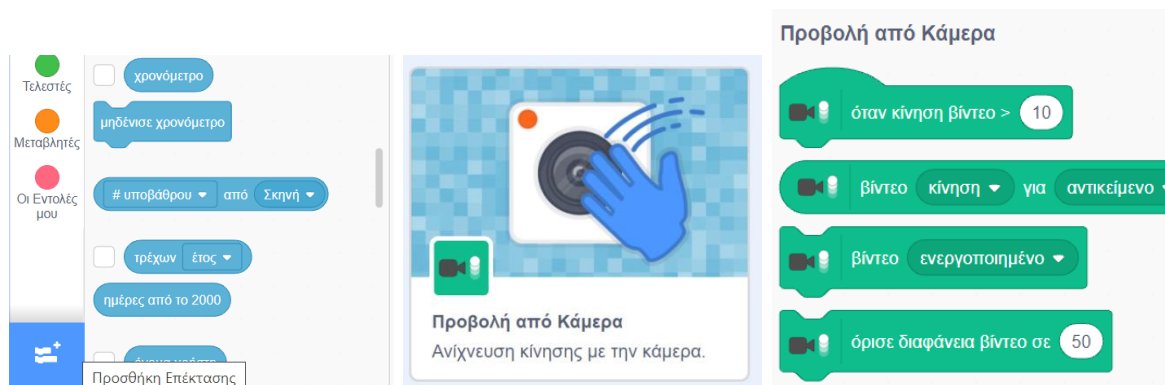 Τελεστές
Μεταβλητές
Οι Εντολές
μου
χρονόμετρο
μηδένισε χρονόμετρο
# υποβάθρου από Σκηνή
τρέχων έτος
ημέρες από το 2000
όνομα χρήστη
Προσθήκη Επέκτασης
Προβολή από Κάμερα
Ανίχνευση κίνησης με την κάμερα.
Προβολή από Κάμερα
όταν κίνηση βίντεο > 10
βίντεο κίνηση για αντικείμενο
βίντεο ενεργοποιημένο
όρισε διαφάνεια βίντεο σε 50